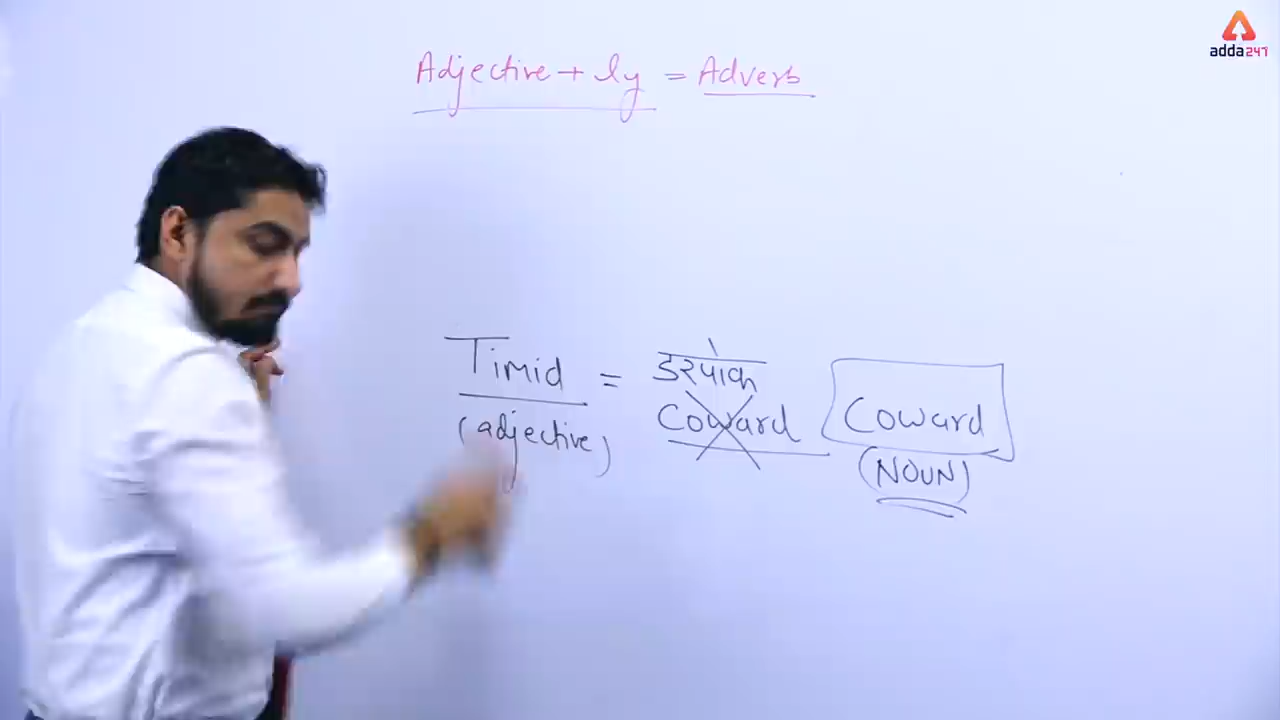 adda247
Adjective + ly = Adverb
Timid = डरपोक
Coward Coward
(adjective)
(NOUN)